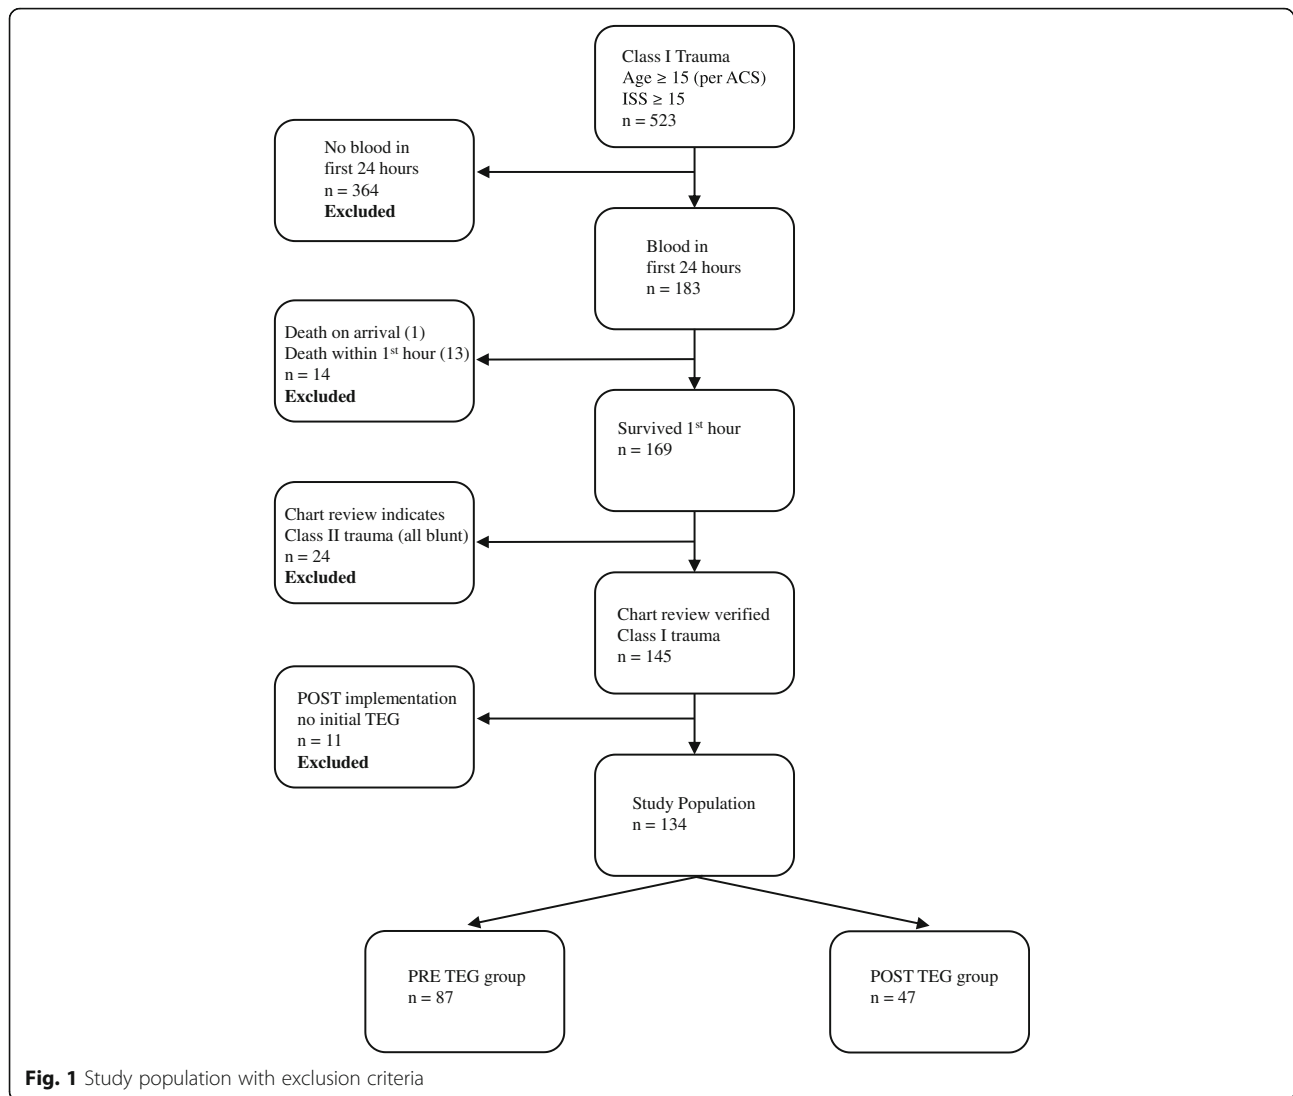 Class I Trauma
Age ≥ 15 (per ACS)
ISS ≥ 15
n = 523
No blood in
first 24 hours
n = 364
Excluded
Blood in
first 24 hours
n = 183
Death on arrival (1)
Death within 1st hour (13)
n = 14
Excluded
Survived 1st hour
n = 169
Chart review indicates
Class II trauma (all blunt)
n = 24
Excluded
Chart review verified
Class I trauma
n = 145
POST implementation
no initial TEG
n = 11
Excluded
Study Population
n = 134
PRE TEG group
n = 87
POST TEG group
n = 47
Fig. 1 Study population with exclusion criteria